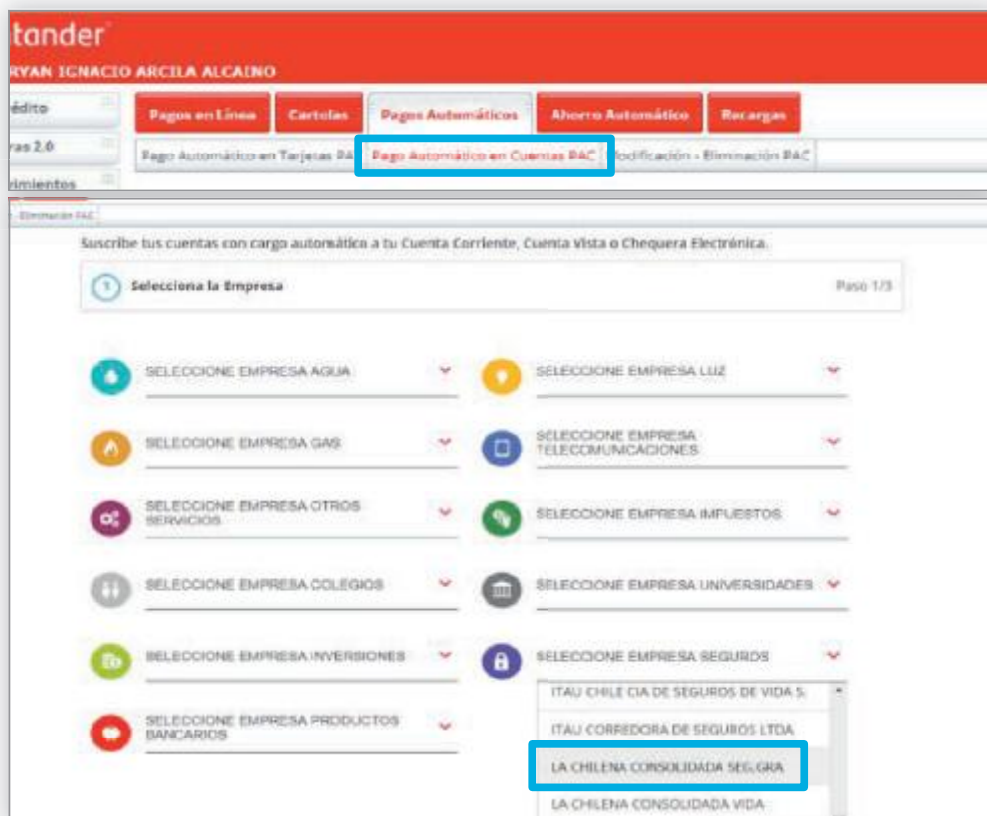 tander
RYAN IGNACIO ARCILA ALCAINO
édito
Pagos en Línea
Cartolas
Pagos Automáticos
Ahorro Automático
Recargas
ras 2.0
Pago Automático en Tarjetas PA
Pago Automático en Cuentas PAC
Modificación - Eliminación PAC
vimientos
- Eliminación PAC
Suscribe tus cuentas con cargo automático a tu Cuenta Corriente, Cuenta Vista o Chequera Electrónica.
1 Selecciona la Empresa
Paso 1/3
SELECCIONE EMPRESA AGUA
SELECCIONE EMPRESA LUZ
SELECCIONE EMPRESA GAS
SELECCIONE EMPRESA
TELECOMUNICACIONES
SELECCIONE EMPRESA OTROS
SERVICIOS
SELECCIONE EMPRESA IMPUESTOS
SELECCIONE EMPRESA COLEGIOS
SELECCIONE EMPRESA UNIVERSIDADES
SELECCIONE EMPRESA INVERSIONES
SELECCIONE EMPRESA SEGUROS
ITAU CHILE CIA DE SEGUROS DE VIDA S.
SELECCIONE EMPRESA PRODUCTOS
BANCARIOS
ITAU CORREDORA DE SEGUROS LTDA
LA CHILENA CONSOLIDADA SEG.GRA
LA CHILENA CONSOLIDADA VIDA